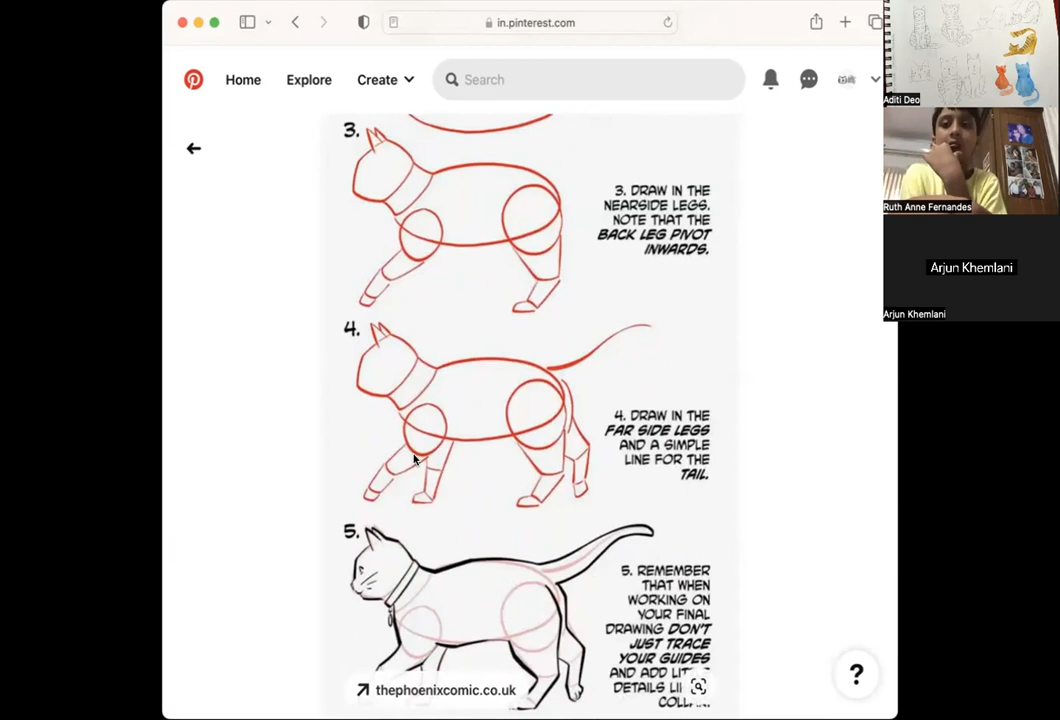 in.pinterest.com
Home
Explore
Create
Search
3.
3. DRAW IN THE
NEARSIDE LEGS.
NOTE THAT THE
BACK LEG PIVOT
INWARDS.
4.
4. DRAW IN THE
FAR SIDE LEGS
AND A SIMPLE
LINE FOR THE
TAIL.
5.
5. REMEMBER
THAT WHEN
WORKING ON
YOUR FINAL
DRAWING DON'T
JUST TRACE
YOUR GUIDES
AND ADD
DETAILS
thephoenixcomic.co.uk
?
Aditi Deo
Ruth Anne Fernandes
Arjun Khemlani
Arjun Khemlani